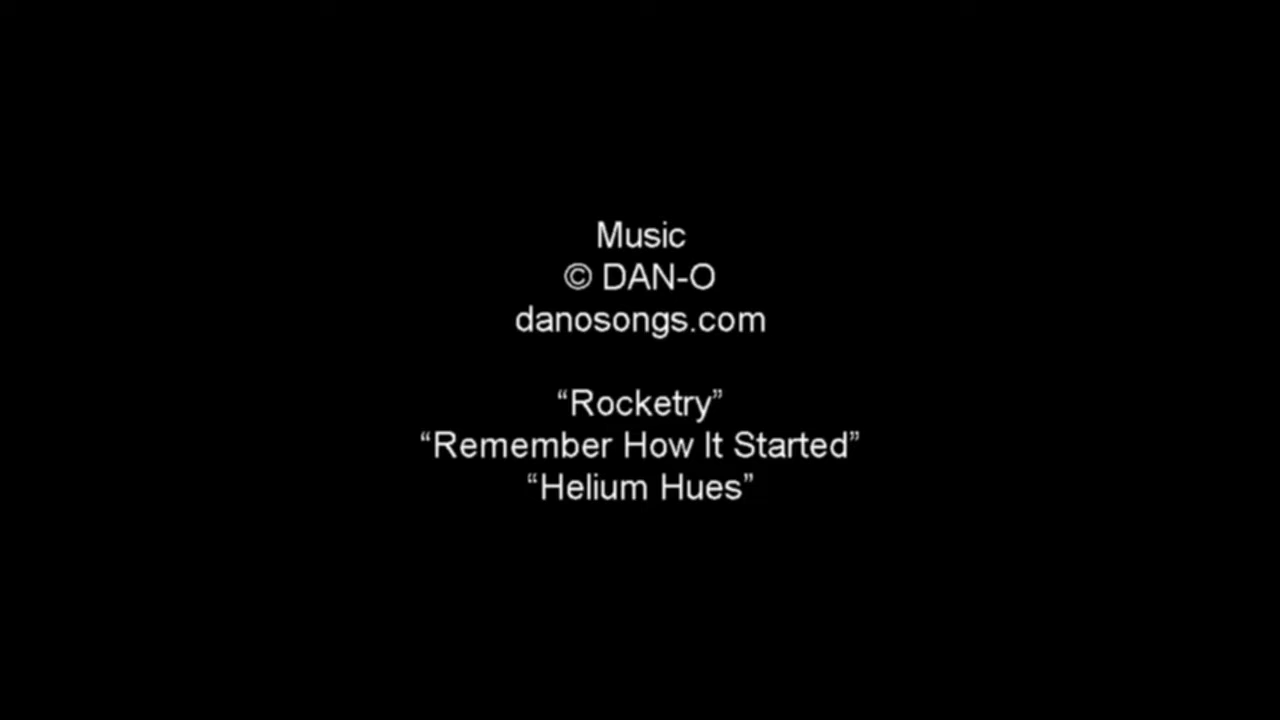 Music
© DAN-O
danosongs.com
“Rocketry”
“Remember How It Started”
“Helium Hues”